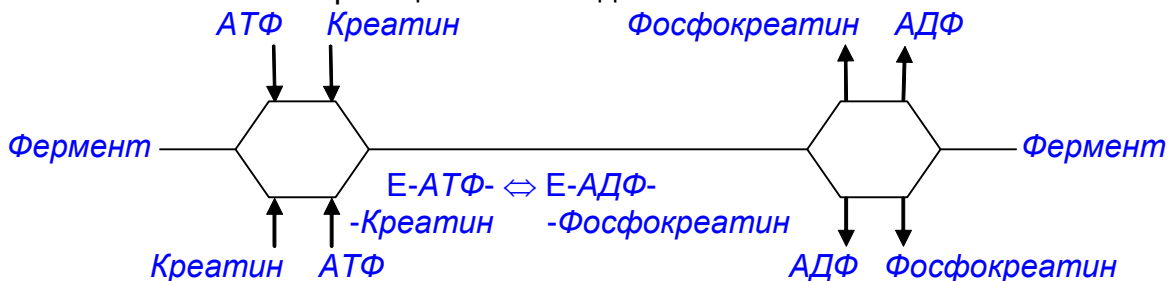 АТФ Креатин Фосфокреатин АДФ
Фермент Фермент
Е-АТФ- ⇔ Е-АДФ-
-Креатин -Фосфокреатин
Креатин АТФ АДФ Фосфокреатин